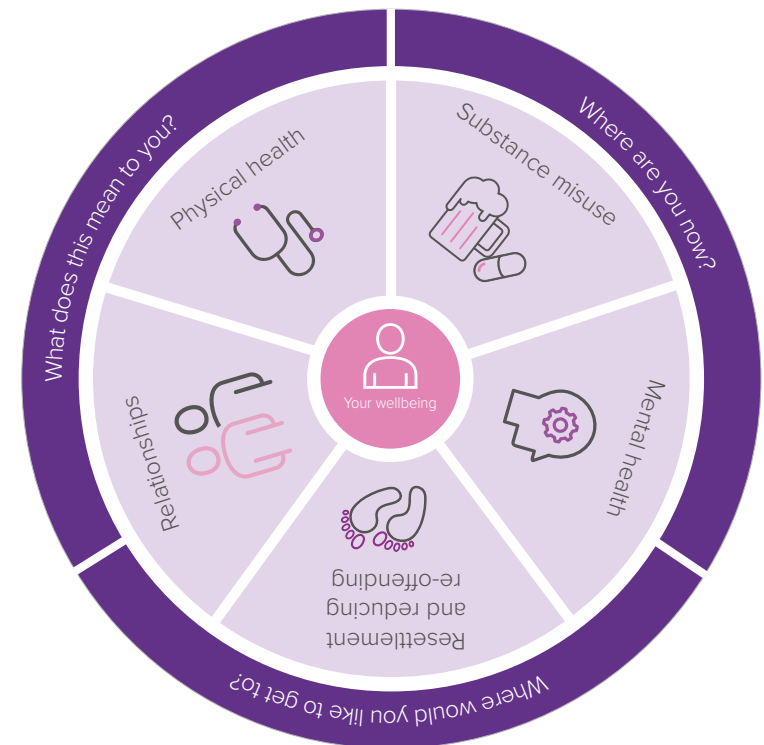 What does this mean to you?
Where are you now?
Where would you like to get to?
Physical health
Substance misuse
Mental health
Resettlement
and reducing
re-offending
Relationships
Your wellbeing